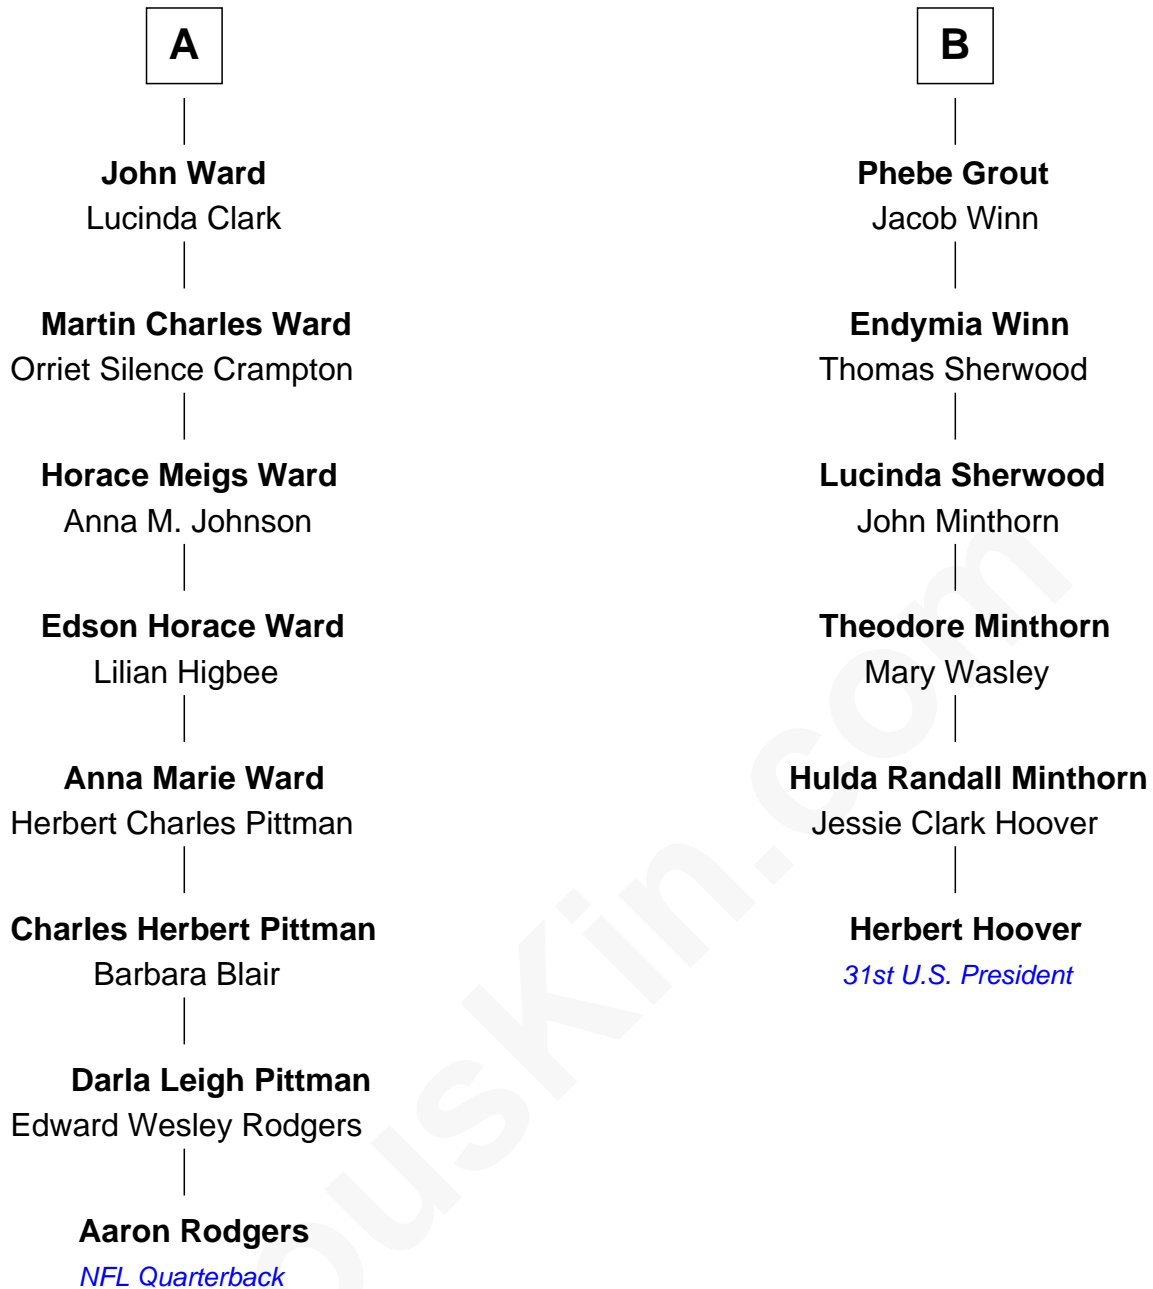 A
John Ward
Lucinda Clark
Martin Charles Ward
Orriet Silence Crampton
Horace Meigs Ward
Anna M. Johnson
Edson Horace Ward
Lilian Higbee
Anna Marie Ward
Herbert Charles Pittman
Charles Herbert Pittman
Barbara Blair
Darla Leigh Pittman
Edward Wesley Rodgers
Aaron Rodgers
NFL Quarterback
B
Phebe Grout
Jacob Winn
Endymia Winn
Thomas Sherwood
Lucinda Sherwood
John Minthorn
Theodore Minthorn
Mary Wasley
Hulda Randall Minthorn
Jessie Clark Hoover
Herbert Hoover
31st U.S. President
ousKin.com